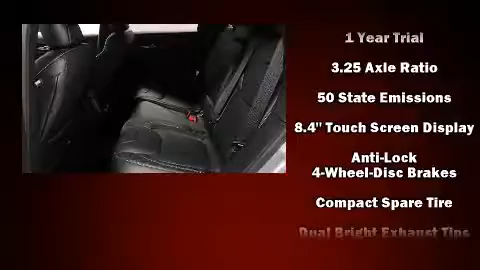 1 Year Trial
3.25 Axle Ratio
50 State Emissions
8.4" Touch Screen Display
Anti-Lock
4-Wheel-Disc Brakes
Compact Spare Tire
Dual Bright Exhaust Tips